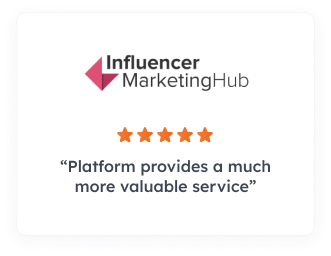 Influencer
MarketingHub
“Platform provides a much
more valuable service”